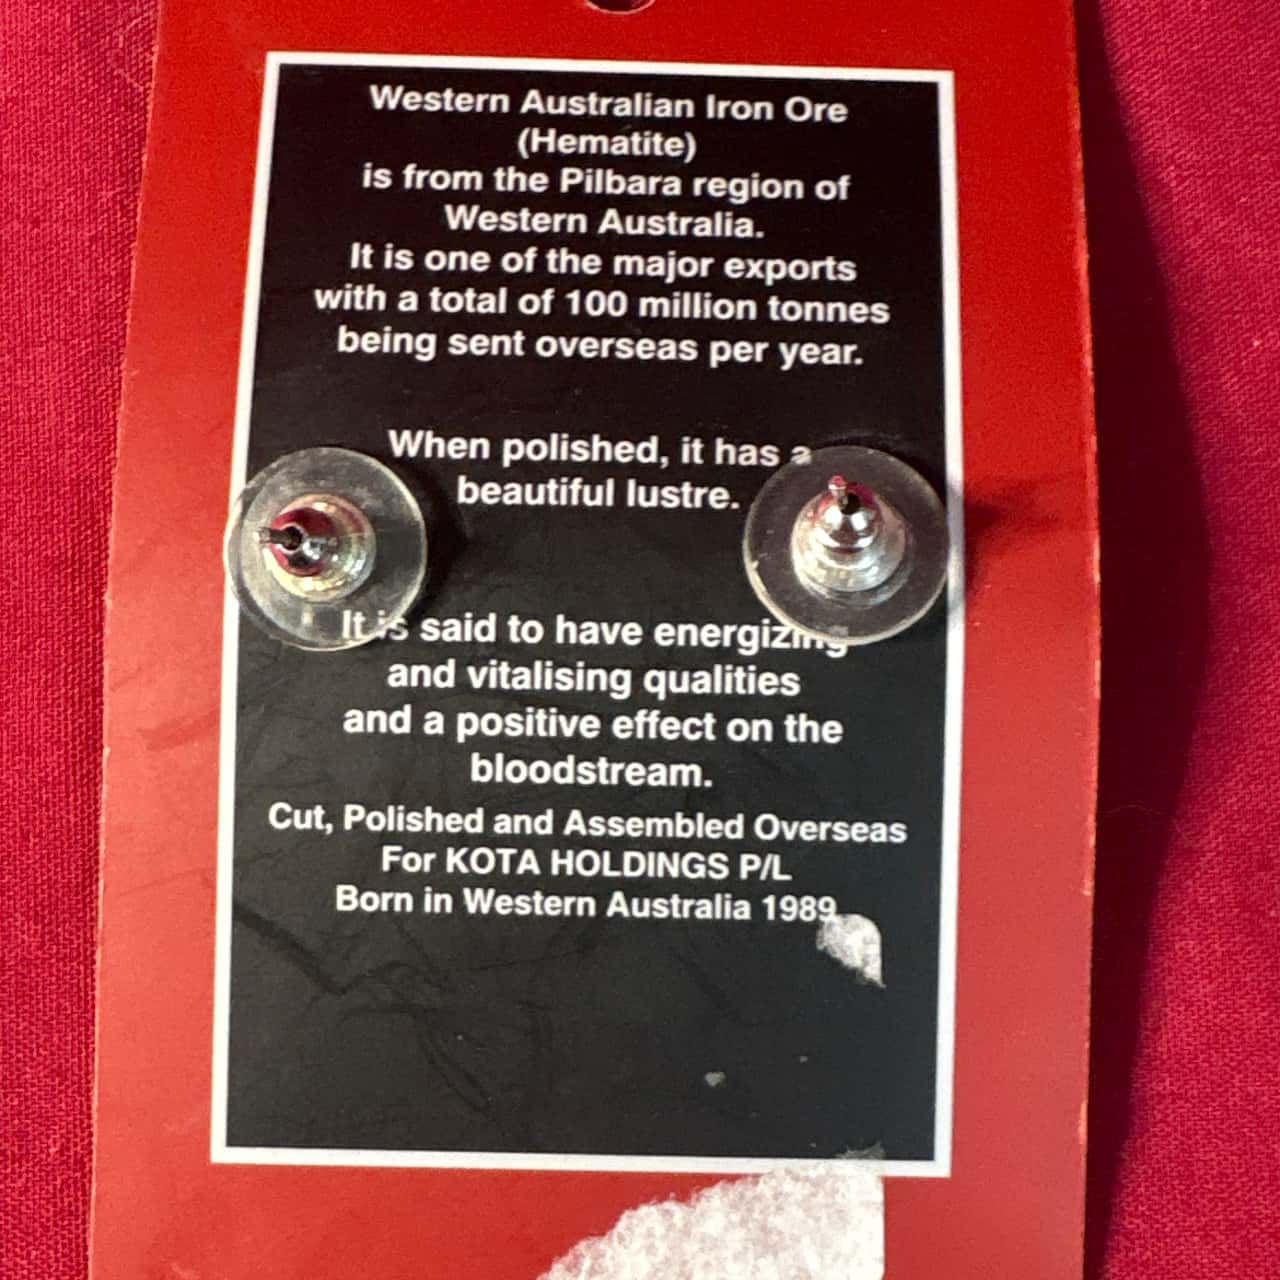 Western Australian Iron Ore
(Hematite)
is from the Pilbara region of
Western Australia.
It is one of the major exports
with a total of 100 million tonnes
being sent overseas per year.
When polished, it has a
beautiful lustre.
It is said to have energizing
and vitalising qualities
and a positive effect on the
bloodstream.
Cut, Polished and Assembled Overseas
For KOTA HOLDINGS P/L
Born in Western Australia 1989